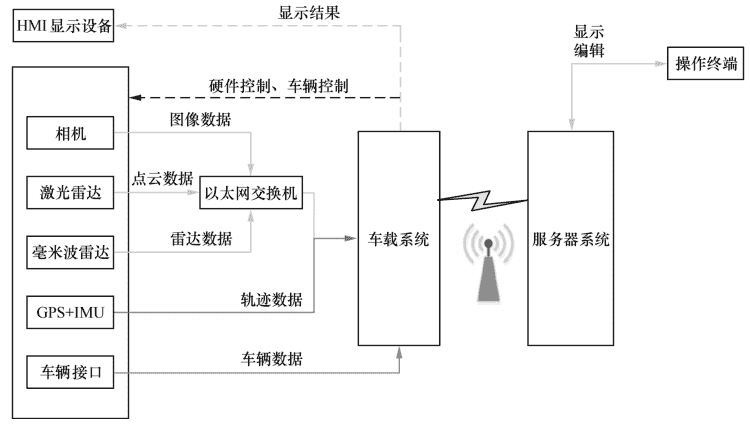 HMI显示设备
显示结果
显示
编辑
操作终端
硬件控制、车辆控制
相机
图像数据
激光雷达
点云数据
以太网交换机
毫米波雷达
雷达数据
车载系统
服务器系统
GPS+IMU
轨迹数据
车辆接口
车辆数据